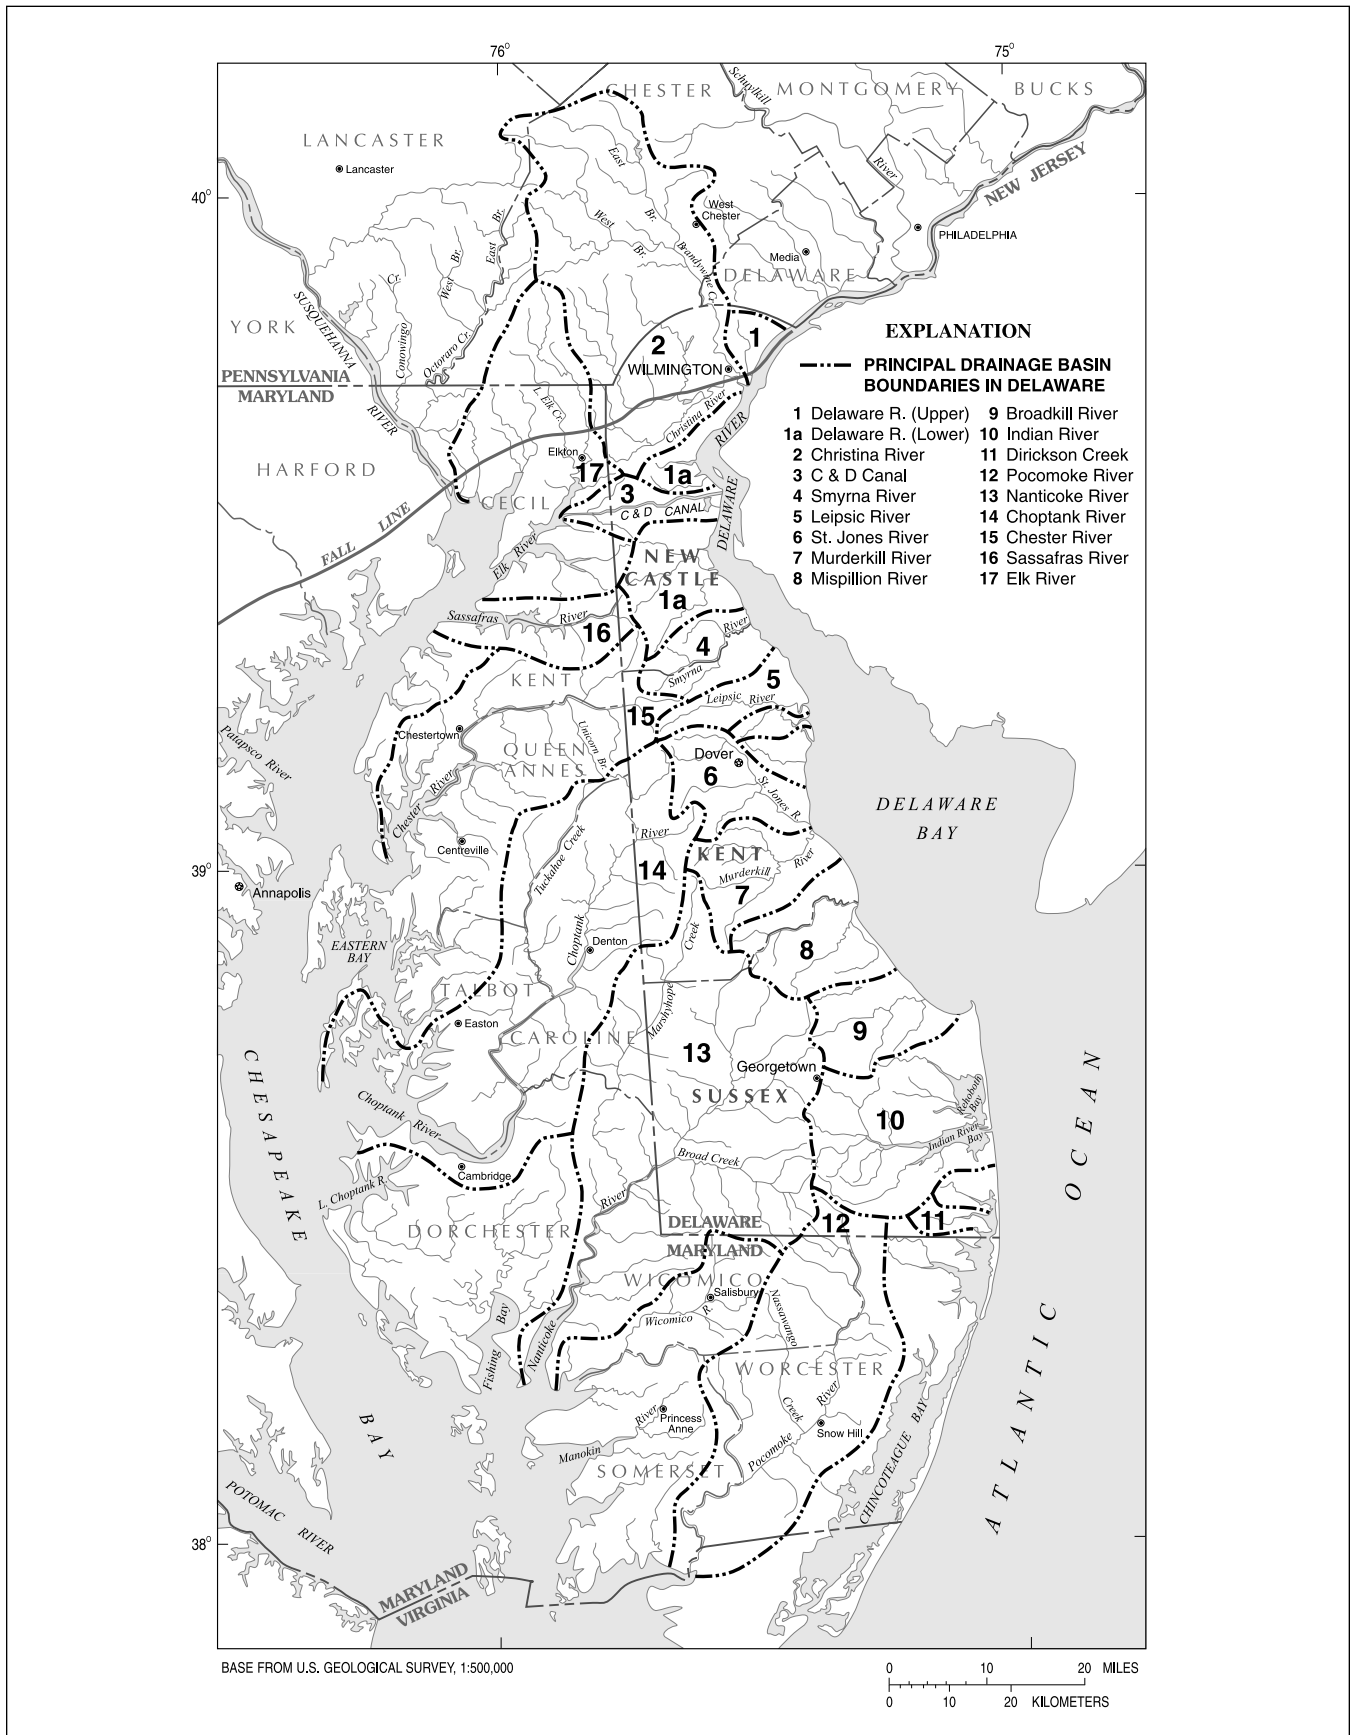 76°
75°
CHESTER
MONTGOMERY
BUCKS
Schuylkill
River
LANCASTER
Lancaster
NEW JERSEY
40°
East
Br.
West
Chester
West
Br.
Brandywine Cr.
PHILADELPHIA
Media
DELAWARE
East
Br.
West
Br.
Cr.
Conowingo
Octoraro Cr.
SUSQUEHANNA
RIVER
YORK
PENNSYLVANIA
MARYLAND
1
2
WILMINGTON
EXPLANATION
PRINCIPAL DRAINAGE BASIN
BOUNDARIES IN DELAWARE
1 Delaware R. (Upper)
1a Delaware R. (Lower)
2 Christina River
3 C & D Canal
4 Smyrna River
5 Leipsic River
6 St. Jones River
7 Murderkill River
8 Mispillion River
9 Broadkill River
10 Indian River
11 Dirickson Creek
12 Pocomoke River
13 Nanticoke River
14 Choptank River
15 Chester River
16 Sassafras River
17 Elk River
L. Elk Cr.
Christina River
RIVER
DELAWARE
HARFORD
Elkton
17
1a
3
CECIL
C & D CANAL
FALL LINE
Elk River
NEW
CASTLE
1a
Sassafras River
16
4
River
Smyrna
KENT
5
Leipsic River
15
Chestertown
QUEEN
ANNES
Unicorn Br.
Dover
6
St. Jones R.
Patapsco River
Chester River
DELAWARE
BAY
Centreville
Tuckahoe Creek
River
KENT
14
Murderkill River
7
39°
Annapolis
EASTERN
BAY
Choptank
Denton
Creek
8
TALBOT
Easton
Marshyhope
CAROLINE
9
13
Georgetown
SUSSEX
Rehoboth
Bay
10
Indian River
Bay
Choptank
River
Broad Creek
Cambridge
L. Choptank R.
River
DORCHESTER
DELAWARE
MARYLAND
12
11
WICOMICO
Salisbury
Wicomico R.
Nassawango
Creek
Fishing Bay
Nanticoke
WORCESTER
River
Princess
Anne
Manokin
River
Snow Hill
Pocomoke
SOMERSET
CHINCOTEAGUE BAY
CHESAPEAKE
BAY
ATLANTIC
OCEAN
POTOMAC
RIVER
38°
MARYLAND
VIRGINIA
BASE FROM U.S. GEOLOGICAL SURVEY, 1:500,000
0 10 20 MILES
0 10 20 KILOMETERS